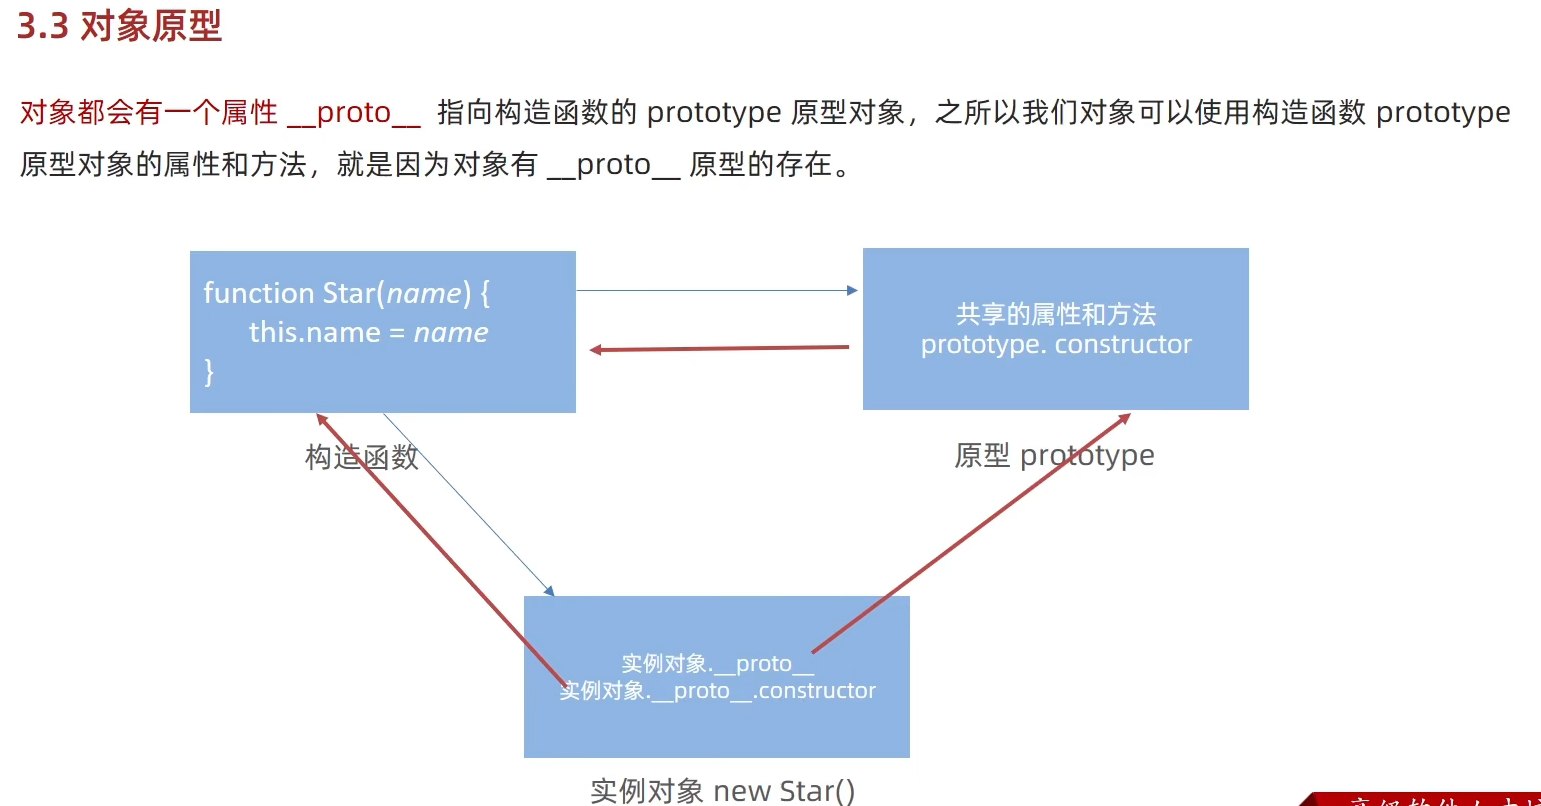 3.3 对象原型
对象都会有一个属性 __proto__ 指向构造函数的 prototype 原型对象，之所以我们对象可以使用构造函数 prototype
原型对象的属性和方法，就是因为对象有 __proto__ 原型的存在。
function Star(name) {
this.name = name
}
共享的属性和方法
prototype. constructor
构造函数
原型 prototype
实例对象.__proto__
实例对象.__proto__.constructor
实例对象 new Star()